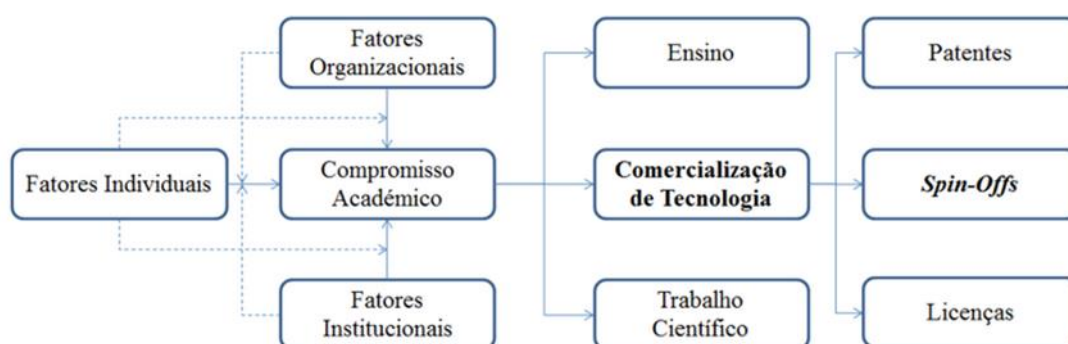 Fatores
Organizacionais
Ensino
Patentes
Fatores Individuais
Compromisso
Académico
Comercialização
de Tecnologia
Spin-Offs
Fatores
Institucionais
Trabalho
Científico
Licenças